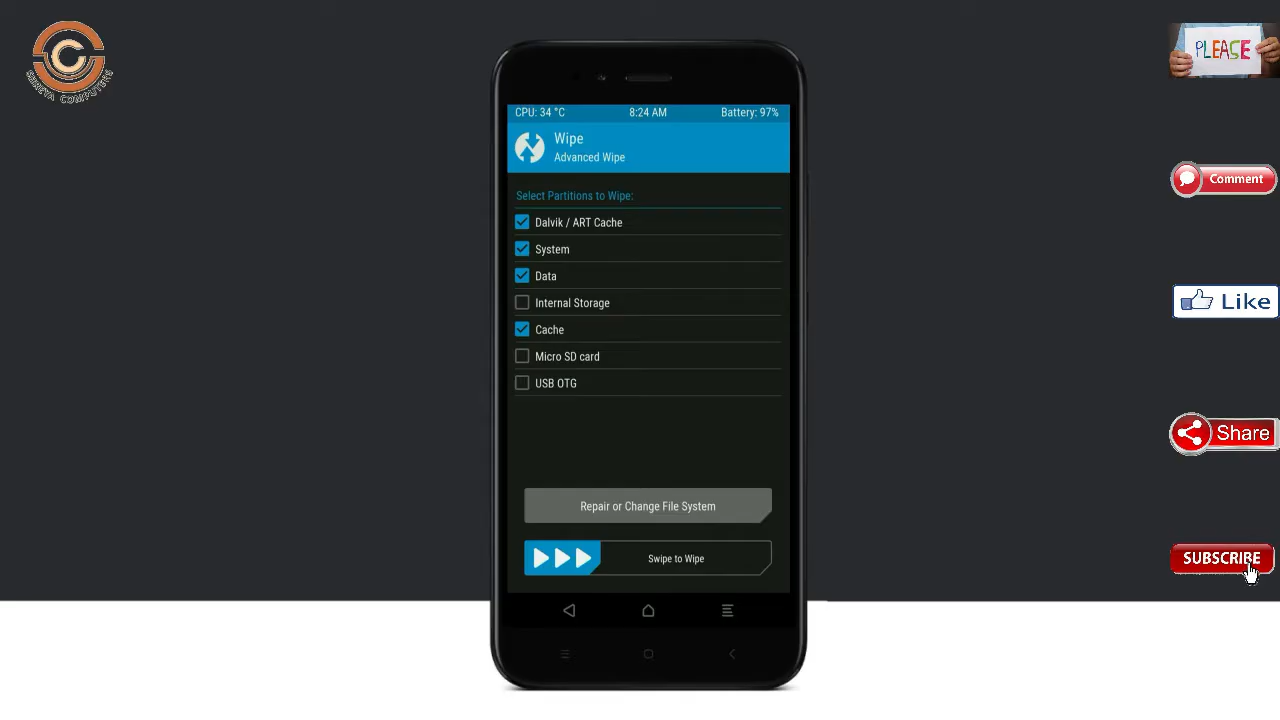 C
SHREYA COMPUTERS
PLEASE
CPU: 34 °C
8:24 AM
Battery: 97%
Wipe
Advanced Wipe
Select Partitions to Wipe:
Dalvik / ART Cache
System
Data
Internal Storage
Cache
Micro SD card
USB OTG
Repair or Change File System
Swipe to Wipe
Comment
Like
Share
SUBSCRIBE